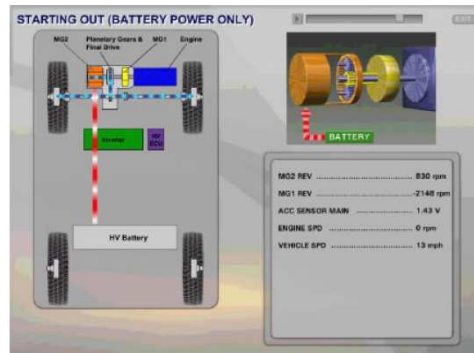 STARTING OUT (BATTERY POWER ONLY)
EXIT
MG2
Planetary Gears &
Final Drive
MG1
Engine
Inverter
HV
ECU
HV Battery
BATTERY
MG2 REV ........................ 830 rpm
MG1 REV ........................ -2148 rpm
ACC SENSOR MAIN ............ 1.43 V
ENGINE SPD ..................... 0 rpm
VEHICLE SPD .................... 13 mph